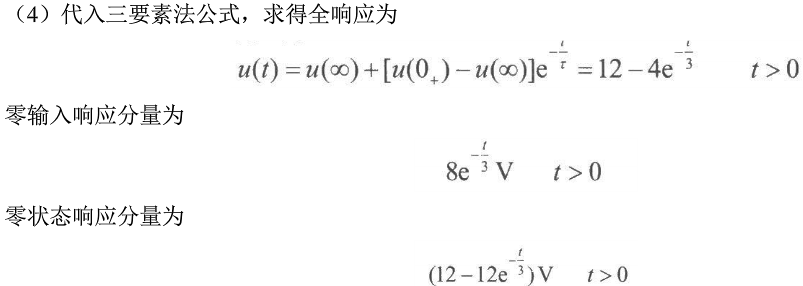 （4）代入三要素法公式，求得全响应为
u(t) = u(∞) + [u(0₊) − u(∞)]e^{−t/τ} = 12 − 4e^{−t/3}    t > 0
零输入响应分量为
8e^{−t/3} V    t > 0
零状态响应分量为
(12 − 12e^{−t/3}) V    t > 0